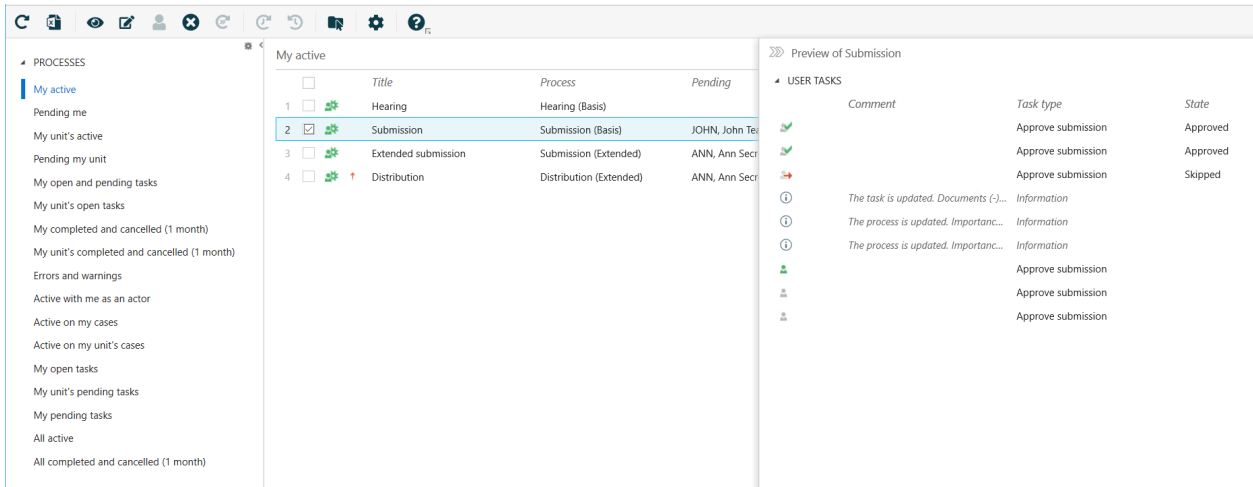 PROCESSES
My active
Pending me
My unit's active
Pending my unit
My open and pending tasks
My unit's open tasks
My completed and cancelled (1 month)
My unit's completed and cancelled (1 month)
Errors and warnings
Active with me as an actor
Active on my cases
Active on my unit's cases
My open tasks
My unit's pending tasks
My pending tasks
All active
All completed and cancelled (1 month)
My active
Title Process Pending
1 Hearing Hearing (Basis)
2 Submission Submission (Basis) JOHN, John Tea
3 Extended submission Submission (Extended) ANN, Ann Secr
4 Distribution Distribution (Extended) ANN, Ann Secr
Preview of Submission
USER TASKS
Comment Task type State
Approve submission Approved
Approve submission Approved
Approve submission Skipped
The task is updated. Documents (-)... Information
The process is updated. Importanc... Information
The process is updated. Importanc... Information
Approve submission
Approve submission
Approve submission